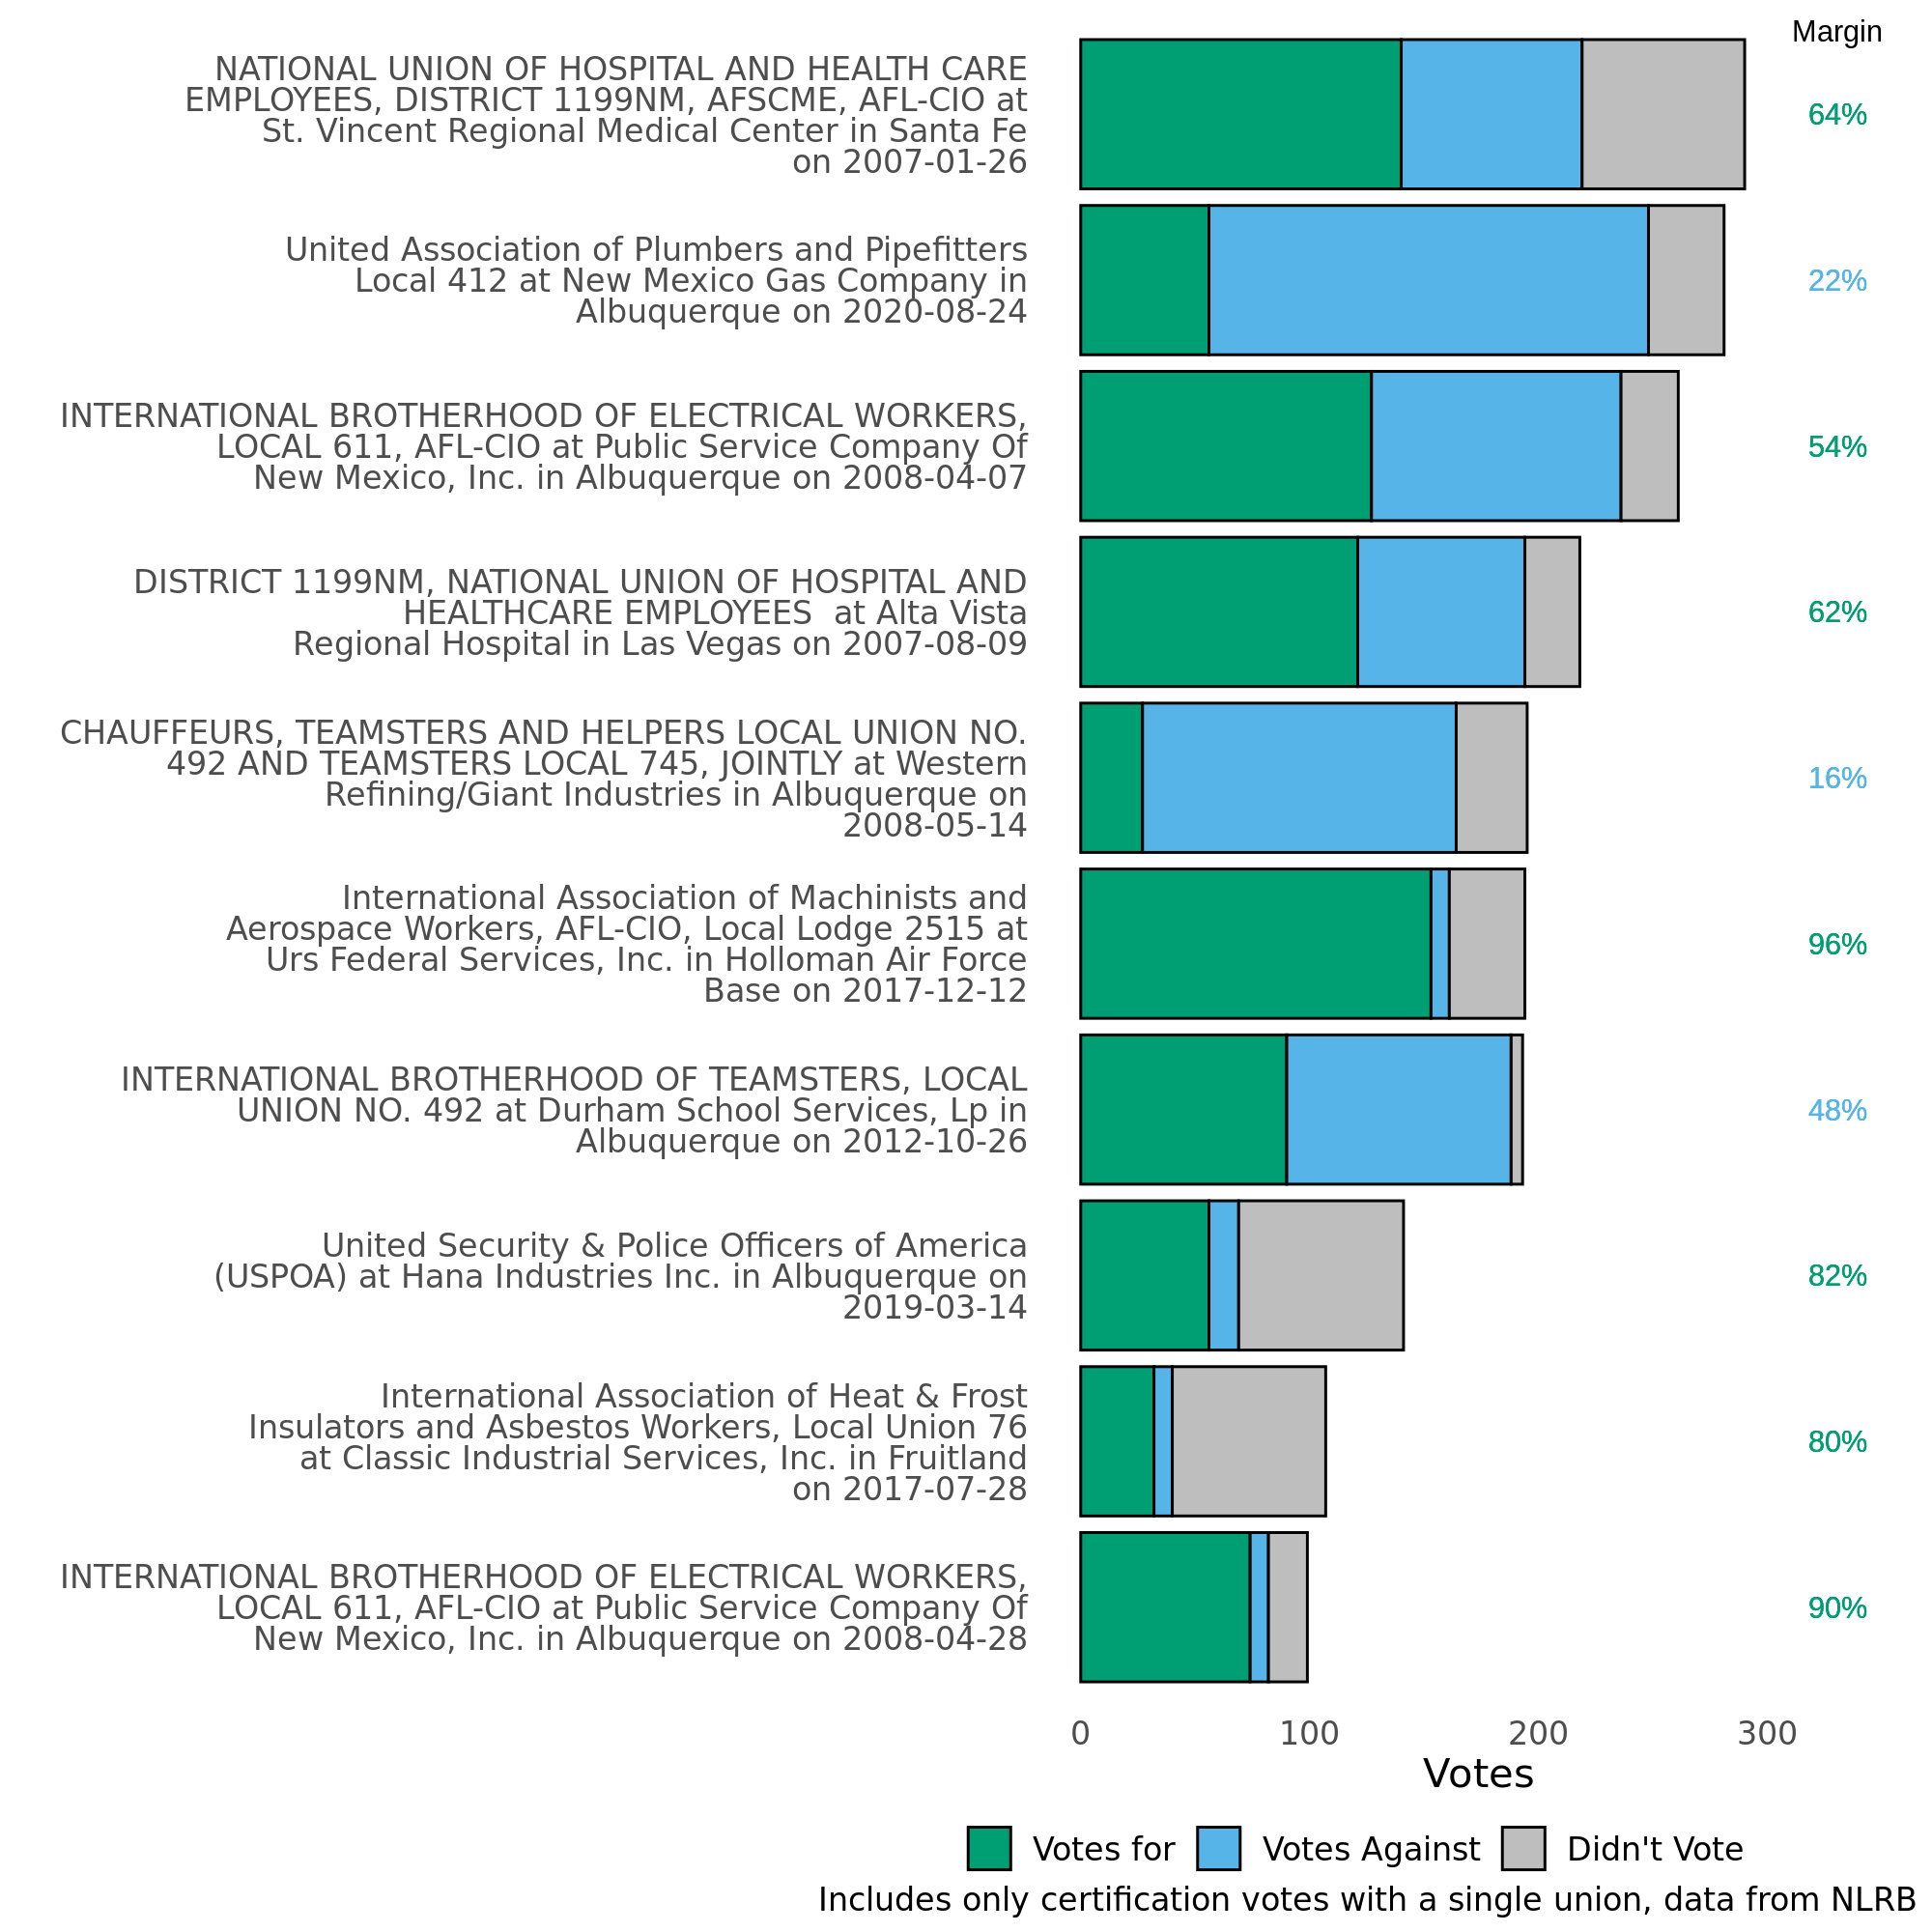 Margin
NATIONAL UNION OF HOSPITAL AND HEALTH CARE
EMPLOYEES, DISTRICT 1199NM, AFSCME, AFL-CIO at
St. Vincent Regional Medical Center in Santa Fe
on 2007-01-26
64%
United Association of Plumbers and Pipefitters
Local 412 at New Mexico Gas Company in
Albuquerque on 2020-08-24
22%
INTERNATIONAL BROTHERHOOD OF ELECTRICAL WORKERS,
LOCAL 611, AFL-CIO at Public Service Company Of
New Mexico, Inc. in Albuquerque on 2008-04-07
54%
DISTRICT 1199NM, NATIONAL UNION OF HOSPITAL AND
HEALTHCARE EMPLOYEES  at Alta Vista
Regional Hospital in Las Vegas on 2007-08-09
62%
CHAUFFEURS, TEAMSTERS AND HELPERS LOCAL UNION NO.
492 AND TEAMSTERS LOCAL 745, JOINTLY at Western
Refining/Giant Industries in Albuquerque on
2008-05-14
16%
International Association of Machinists and
Aerospace Workers, AFL-CIO, Local Lodge 2515 at
Urs Federal Services, Inc. in Holloman Air Force
Base on 2017-12-12
96%
INTERNATIONAL BROTHERHOOD OF TEAMSTERS, LOCAL
UNION NO. 492 at Durham School Services, Lp in
Albuquerque on 2012-10-26
48%
United Security & Police Officers of America
(USPOA) at Hana Industries Inc. in Albuquerque on
2019-03-14
82%
International Association of Heat & Frost
Insulators and Asbestos Workers, Local Union 76
at Classic Industrial Services, Inc. in Fruitland
on 2017-07-28
80%
INTERNATIONAL BROTHERHOOD OF ELECTRICAL WORKERS,
LOCAL 611, AFL-CIO at Public Service Company Of
New Mexico, Inc. in Albuquerque on 2008-04-28
90%
0 100 200 300
Votes
Votes for Votes Against Didn't Vote
Includes only certification votes with a single union, data from NLRB